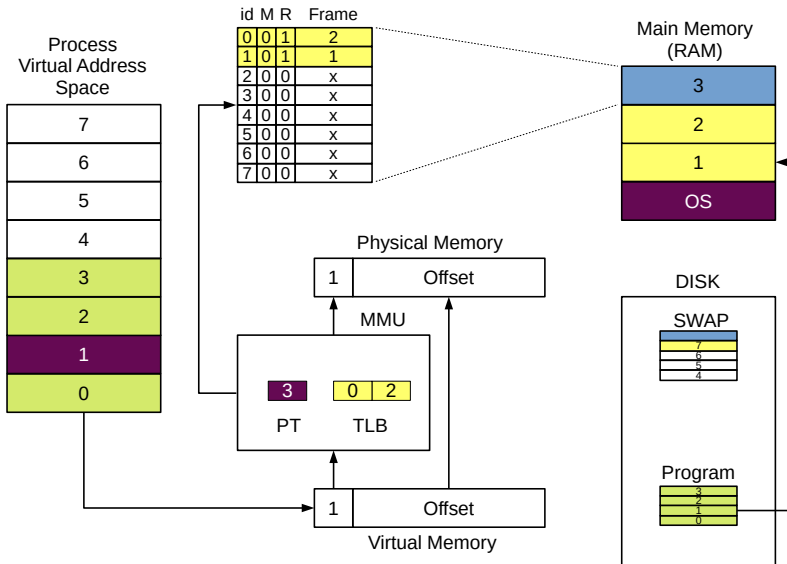 id M R Frame
0 0 1 2
1 0 1 1
2 0 0 x
3 0 0 x
4 0 0 x
5 0 0 x
6 0 0 x
7 0 0 x
Process
Virtual Address
Space
7
6
5
4
3
2
1
0
Main Memory
(RAM)
3
2
1
OS
Physical Memory
1 Offset
MMU
3 0 2
PT TLB
1 Offset
Virtual Memory
DISK
SWAP
7
6
5
4
Program
3
2
1
0